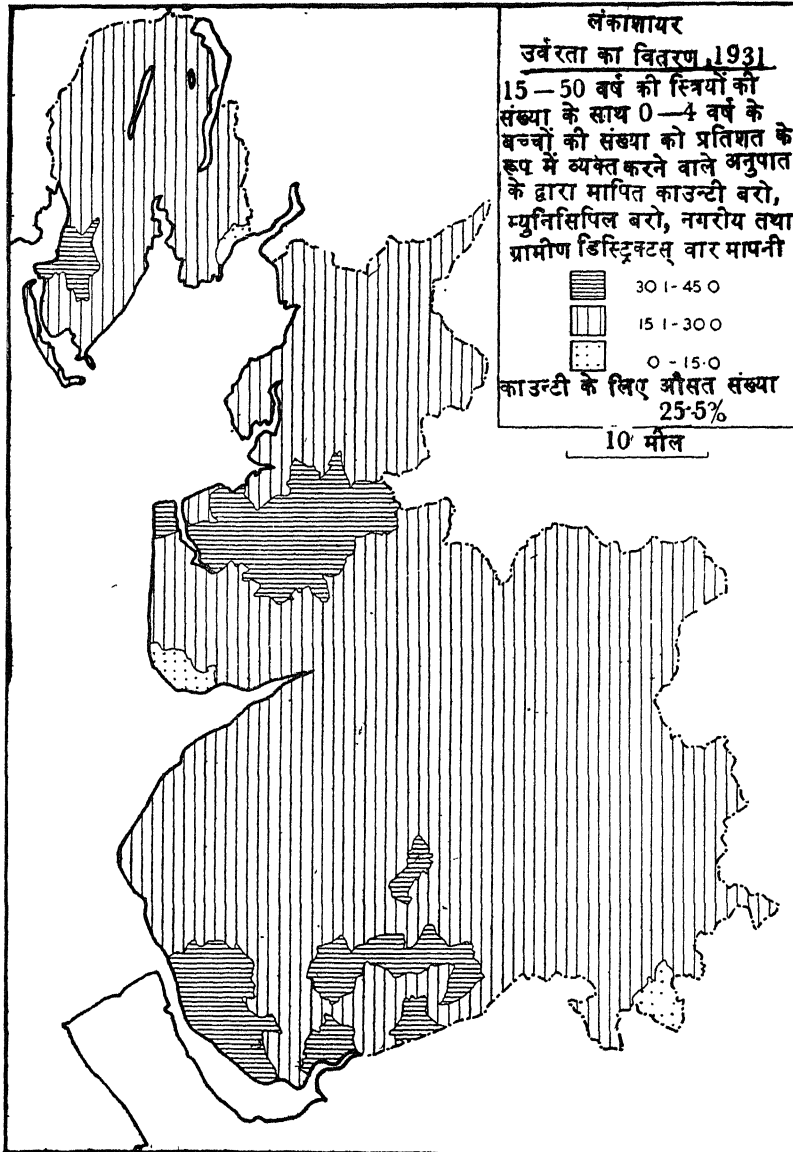 लंकाशायर
उर्वरता का वितरण,1931
15—50 वर्ष की स्त्रियों की
संख्या के साथ 0—4 वर्ष के
बच्चों की संख्या को प्रतिशत के
रूप में व्यक्त करने वाले अनुपात
के द्वारा मापित काउन्टी बरो,
म्युनिसिपिल बरो, नगरीय तथा
ग्रामीण डिस्ट्रिक्टस् वार मापनी
30 1-45 0
15 1-30 0
0-15·0
काउन्टी के लिए औसत संख्या
25·5%
10 मील